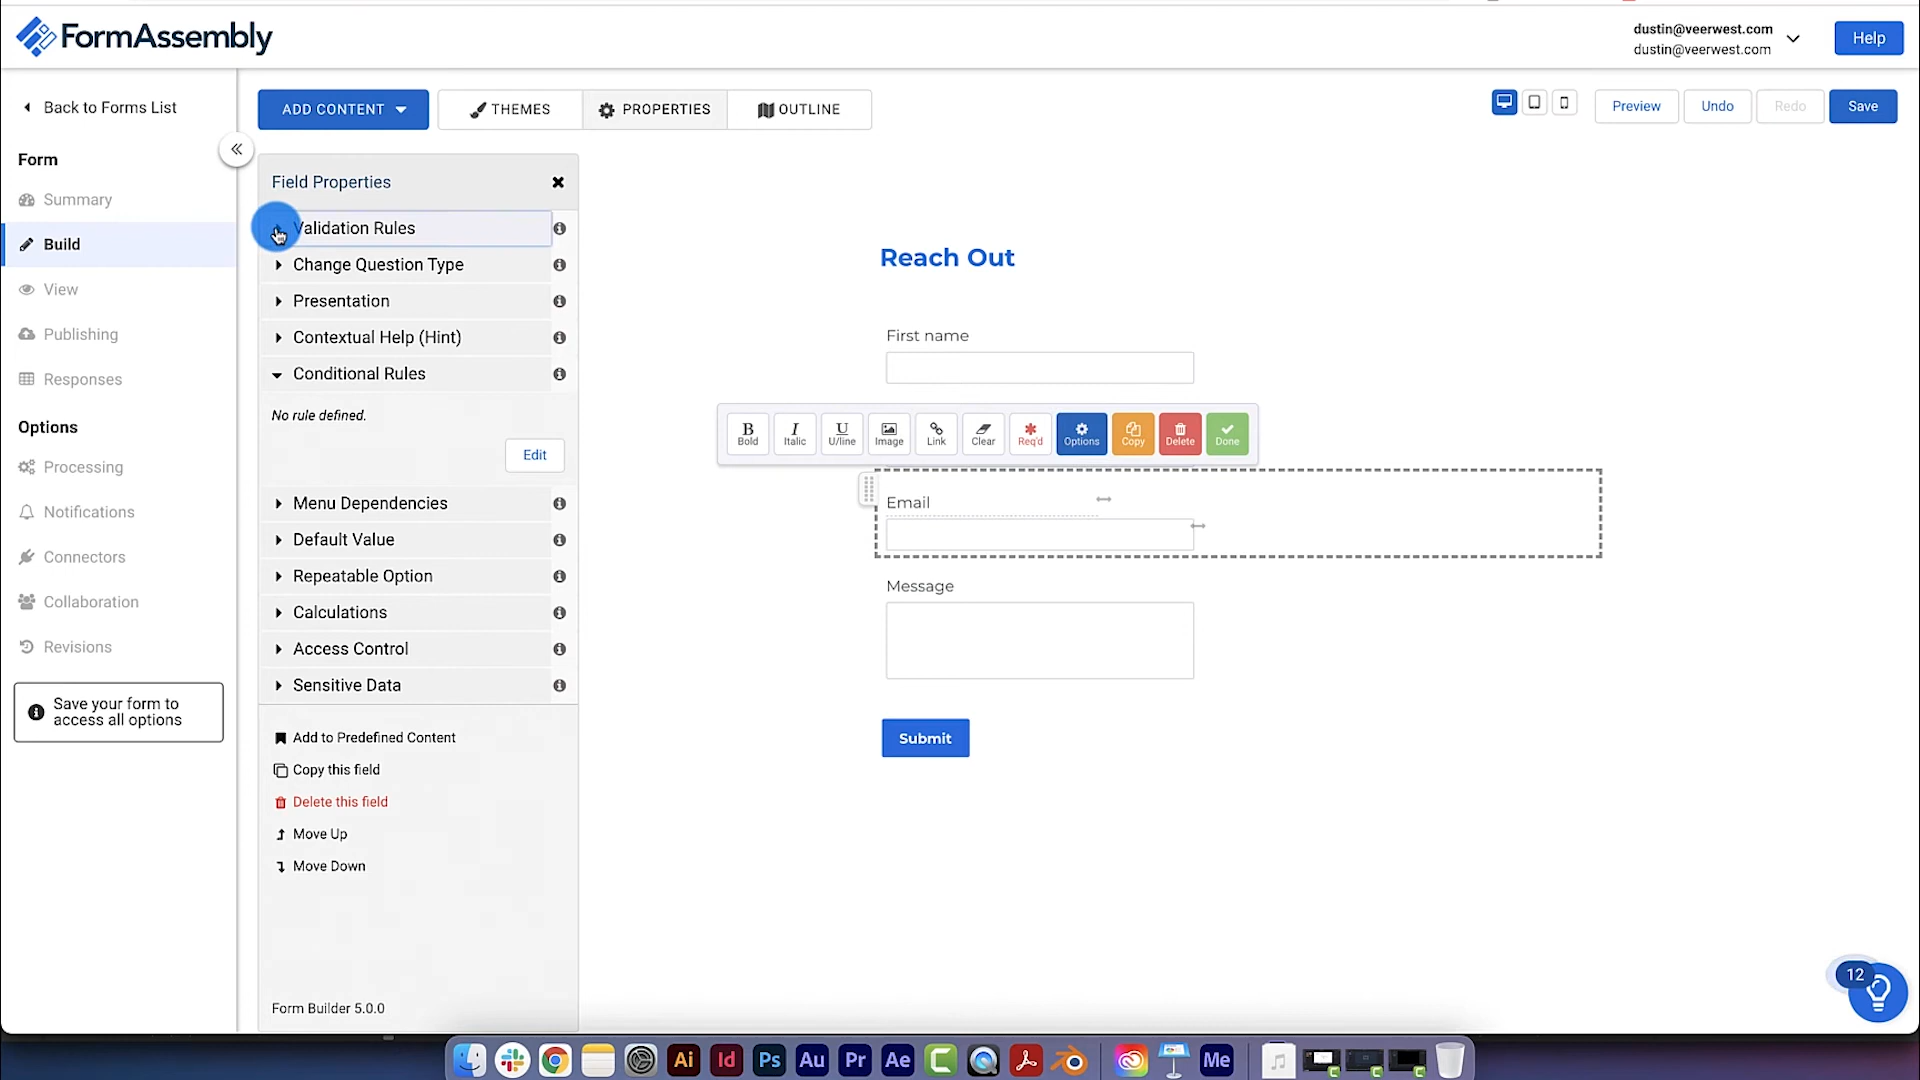 FormAssembly
dustin@veerwest.com
dustin@veerwest.com
Help
Back to Forms List
ADD CONTENT
THEMES
PROPERTIES
OUTLINE
Preview
Undo
Redo
Save
Form
Summary
Build
View
Publishing
Responses
Options
Processing
Notifications
Connectors
Collaboration
Revisions
Save your form to
access all options
Field Properties
Validation Rules
Change Question Type
Presentation
Contextual Help (Hint)
Conditional Rules
No rule defined.
Edit
Menu Dependencies
Default Value
Repeatable Option
Calculations
Access Control
Sensitive Data
Add to Predefined Content
Copy this field
Delete this field
Move Up
Move Down
Form Builder 5.0.0
Reach Out
First name
B I U
Bold Italic U/line Image Link Clear Req'd Options Copy Delete Done
Email
Message
Submit
12
Ai Id Ps Au Pr Ae Me